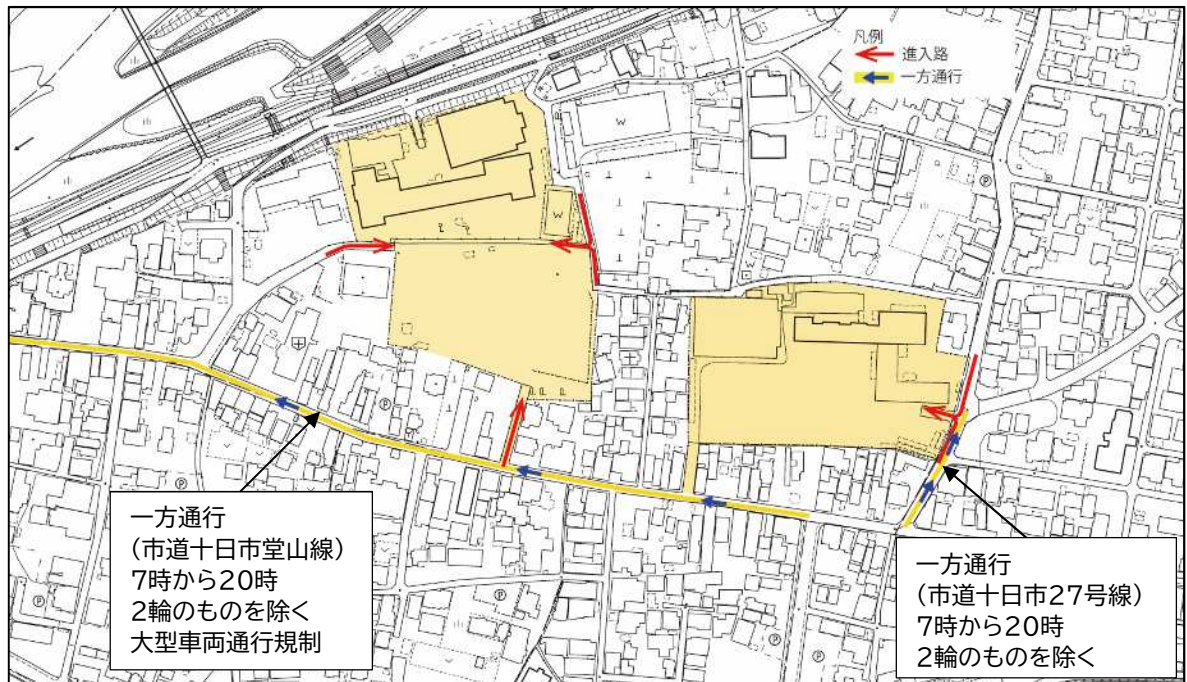 凡例
進入路
一方通行
W
W
W
P
P
P
P
P
P
P
一方通行
(市道十日市堂山線)
7時から20時
2輪のものを除く
大型車両通行規制
一方通行
(市道十日市27号線)
7時から20時
2輪のものを除く